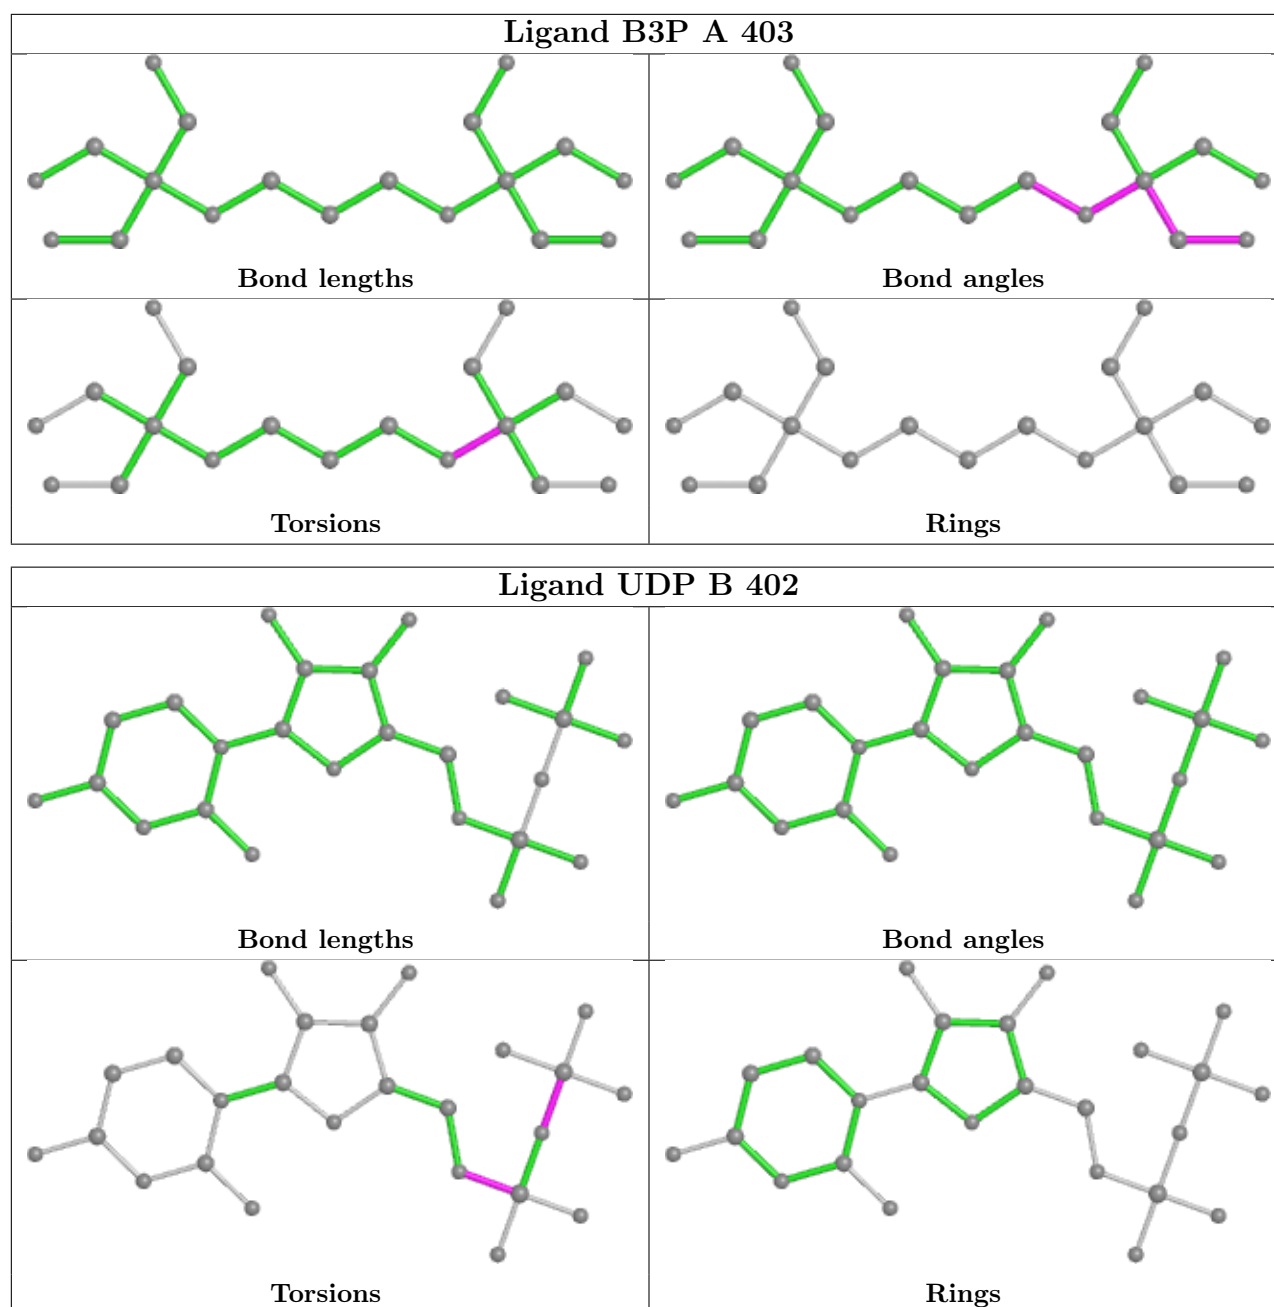 Ligand B3P A 403
Bond lengths
Bond angles
Torsions
Rings
Ligand UDP B 402
Bond lengths
Bond angles
Torsions
Rings